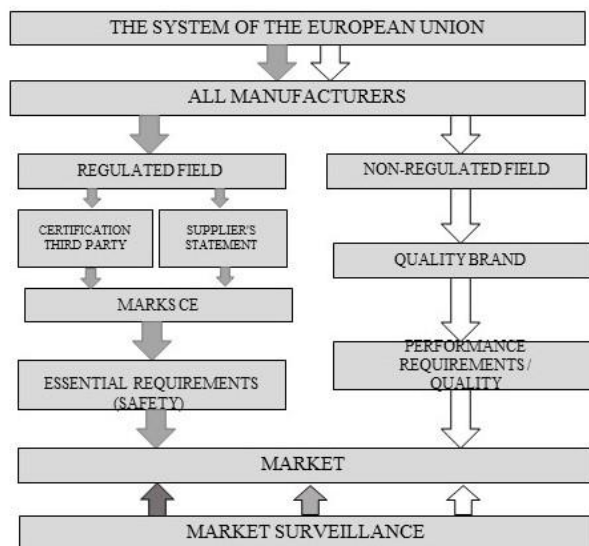 THE SYSTEM OF THE EUROPEAN UNION
ALL MANUFACTURERS
REGULATED FIELD
NON-REGULATED FIELD
CERTIFICATION
THIRD PARTY
SUPPLIER'S
STATEMENT
QUALITY BRAND
MARKS CE
PERFORMANCE
REQUIREMENTS /
QUALITY
ESSENTIAL REQUIREMENTS
(SAFETY)
MARKET
MARKET SURVEILLANCE